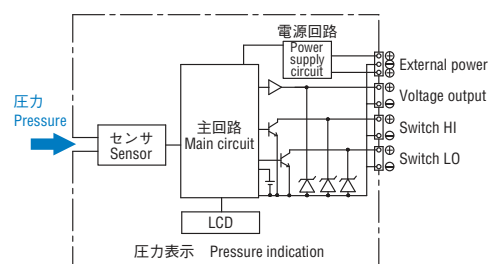 電源回路
Power
supply
circuit
⊕
⊖
⊕
External power
⊕
⊖
Voltage output
⊕
⊖
Switch HI
⊕
⊖
Switch LO
圧力
Pressure
センサ
Sensor
主回路
Main circuit
LCD
圧力表示 Pressure indication